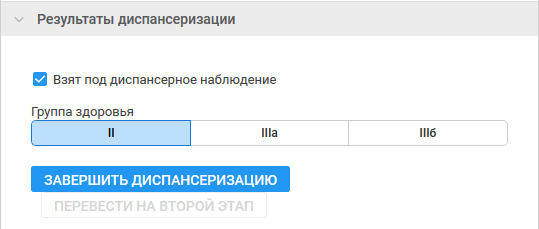 Результаты диспансеризации
Взят под диспансерное наблюдение
Группа здоровья
II IIIа IIIб
ЗАВЕРШИТЬ ДИСПАНСЕРИЗАЦИЮ
ПЕРЕВЕСТИ НА ВТОРОЙ ЭТАП